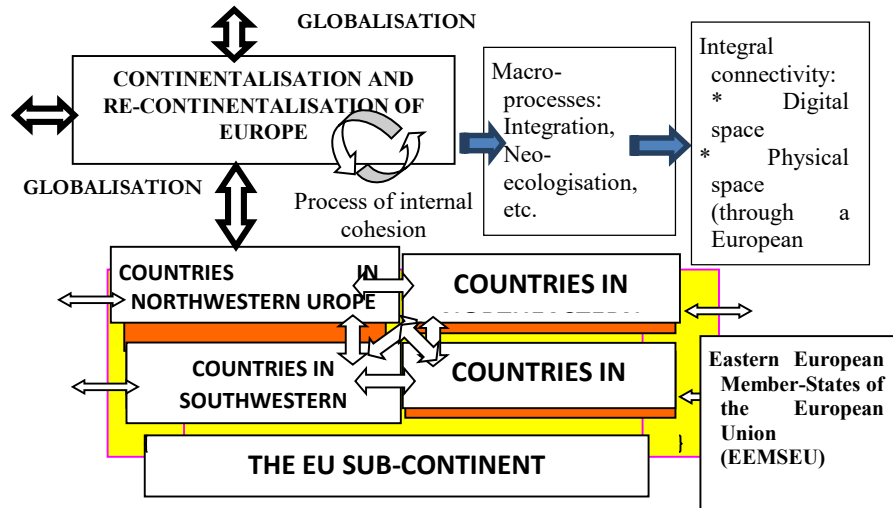 GLOBALISATION
CONTINENTALISATION AND
RE-CONTINENTALISATION OF
EUROPE
GLOBALISATION
Process of internal
cohesion
Macro-
processes:
Integration,
Neo-
ecologisation,
etc.
Integral
connectivity:
* Digital
space
* Physical
space
(through a
European
COUNTRIES IN
NORTHWESTERN UROPE
COUNTRIES IN
COUNTRIES IN
SOUTHWESTERN
COUNTRIES IN
Eastern European
Member-States of
the European
Union
(EEMSEU)
THE EU SUB-CONTINENT